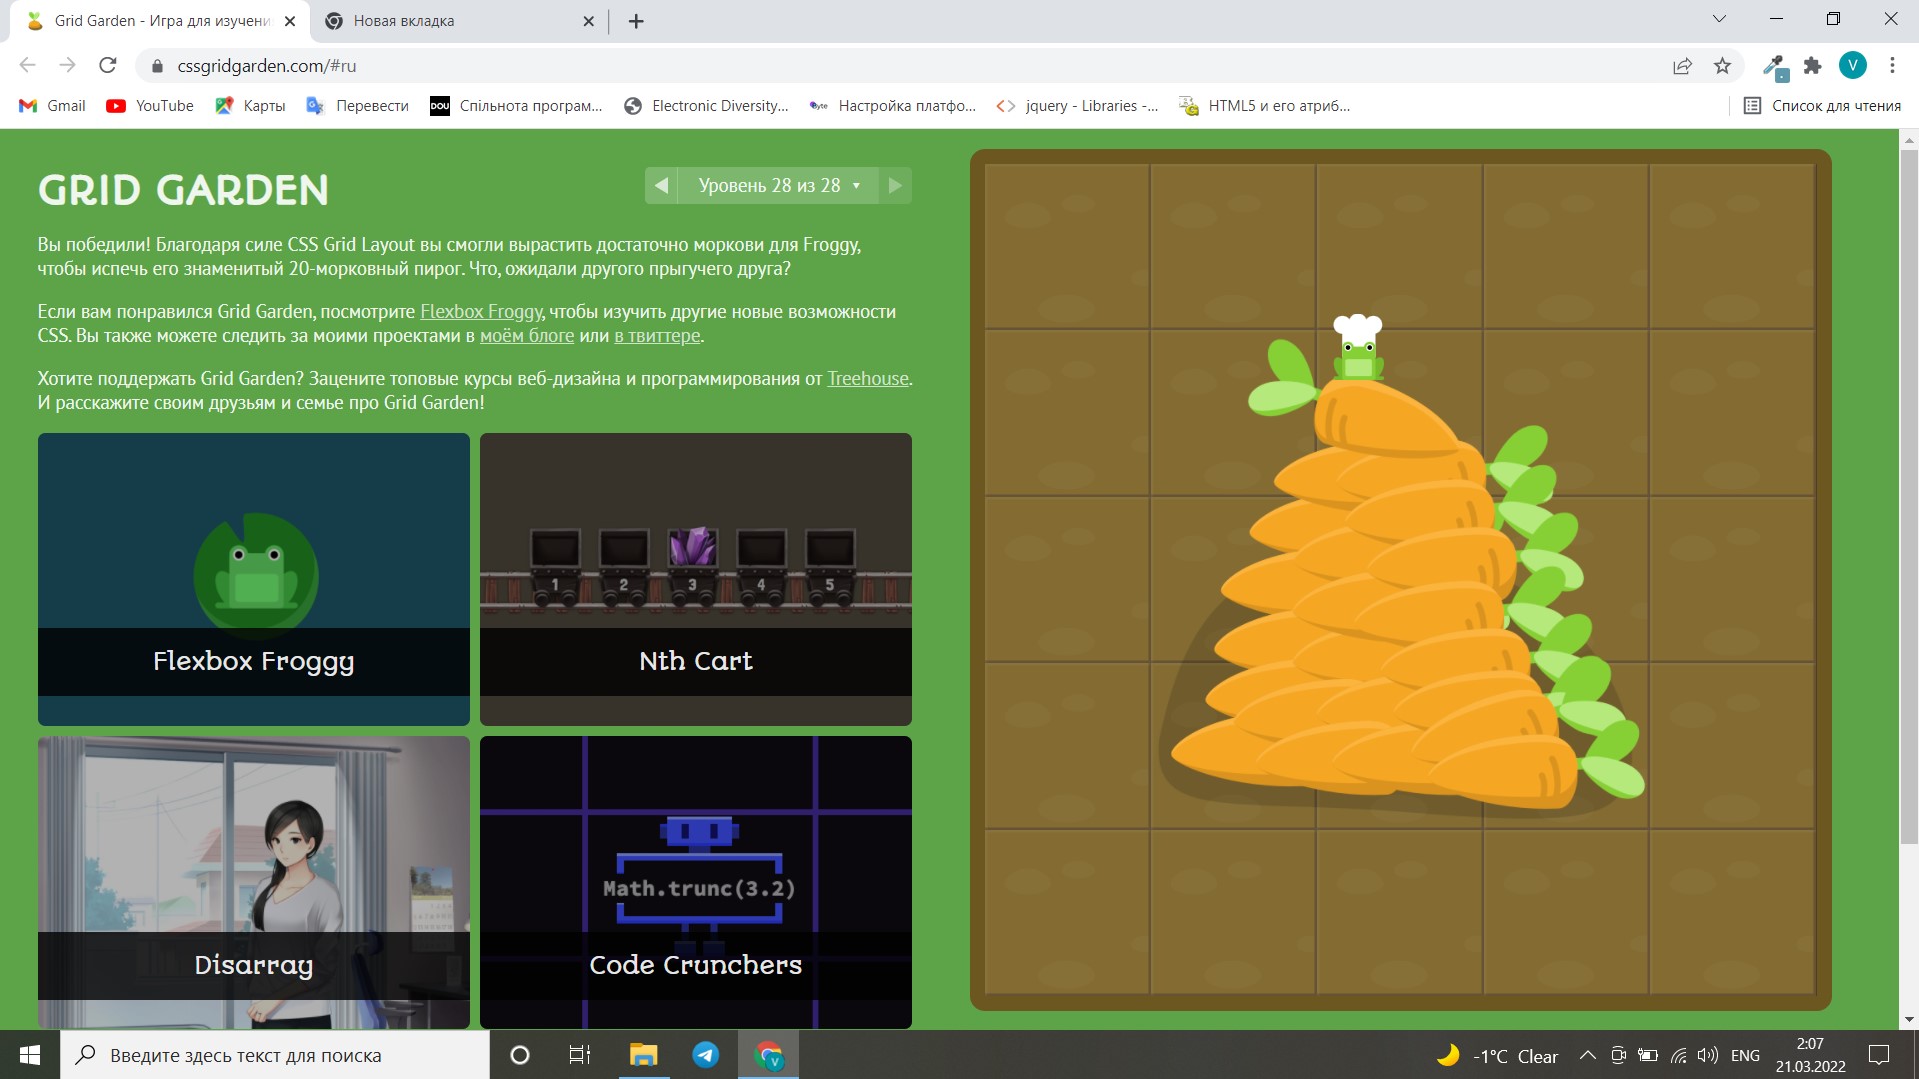 Grid Garden - Игра для изучени
Новая вкладка
cssgridgarden.com/#ru
V
Gmail
YouTube
Карты
Перевести
DOU
Спільнота програм...
Electronic Diversity...
Byte
Настройка платфо...
jquery - Libraries -...
HTML5 и его атриб...
Список для чтения
GRID GARDEN
Уровень 28 из 28
Вы победили! Благодаря силе CSS Grid Layout вы смогли вырастить достаточно моркови для Froggy,
чтобы испечь его знаменитый 20-морковный пирог. Что, ожидали другого прыгучего друга?
Если вам понравился Grid Garden, посмотрите Flexbox Froggy, чтобы изучить другие новые возможности
CSS. Вы также можете следить за моими проектами в моём блоге или в твиттере.
Хотите поддержать Grid Garden? Зацените топовые курсы веб-дизайна и программирования от Treehouse.
И расскажите своим друзьям и семье про Grid Garden!
1 2 3 4 5
Flexbox Froggy
Nth Cart
Math.trunc(3.2)
Disarray
Code Crunchers
Введите здесь текст для поиска
V
-1°C Clear
ENG
2:07
21.03.2022